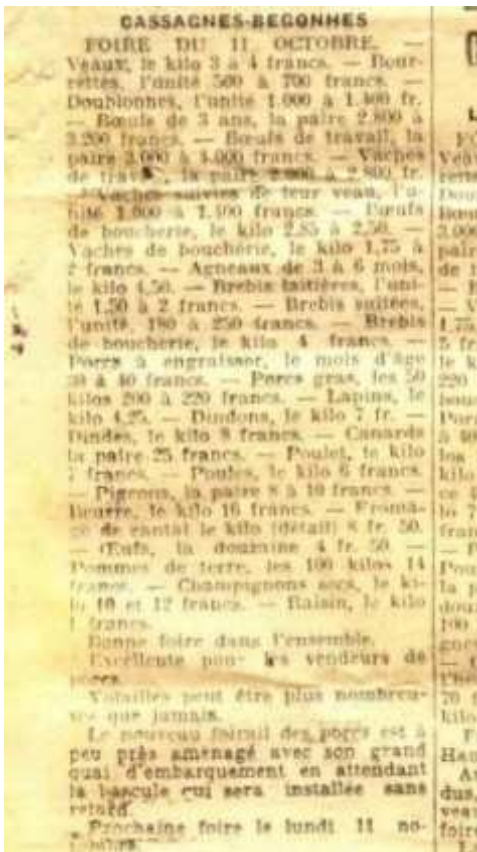 CASSAGNES-BEGONHES
FOIRE DU 11 OCTOBRE. —
Veaux, le kilo 3 à 4 francs. — Bour-
rettes, l'unité 500 à 700 francs. —
Doublonnes, l'unité 1.000 à 1.400 fr.
— Bœufs de 3 ans, la paire 2.800 à
3.200 francs. — Bœufs de travail, la
paire 3.000 à 4.000 francs. — Vaches
de travail, la paire 2.800 fr.
— Vaches suivies de leur veau, l'u-
nité 1.000 à 1.400 francs. — Bœufs
de boucherie, le kilo 2,85 à 2,50. —
Vaches de boucherie, le kilo 1,75 à
2 francs. — Agneaux de 3 à 6 mois,
le kilo 4,50. — Brebis laitières, l'uni-
té 1,50 à 2 francs. — Brebis suitées,
l'unité, 180 à 250 francs. — Brebis
de boucherie, le kilo 4 francs. —
Porcs à engraisser, le mois d'âge
à 40 francs. — Porcs gras, les 50
kilos 200 à 220 francs. — Lapins, le
kilo 4,25. — Dindons, le kilo 7 fr. —
Dindes, le kilo 8 francs. — Canards
la paire 25 francs. — Poulet, le kilo
7 francs. — Poules, le kilo 6 francs.
— Pigeons, la paire 8 à 10 francs. —
Beurre, le kilo 16 francs. — Froma-
ge de cantal le kilo (détail) 8 fr. 50.
— Œufs, la douzaine 4 fr. 50 —
Pommes de terre, les 100 kilos 14
francs. — Champignons secs, le ki-
lo 10 et 12 francs. — Raisin, le kilo
1 francs.
Bonne foire dans l'ensemble.
Excellente pour les vendeurs de
porcs.
Volailles peut être plus nombreu-
ses que jamais.
Le nouveau foirail des porcs est à
peu près amenagé avec son grand
quai d'embarquement en attendant
la bascule qui sera installée sans
retard.
Prochaine foire le lundi 11 no-
vembre.